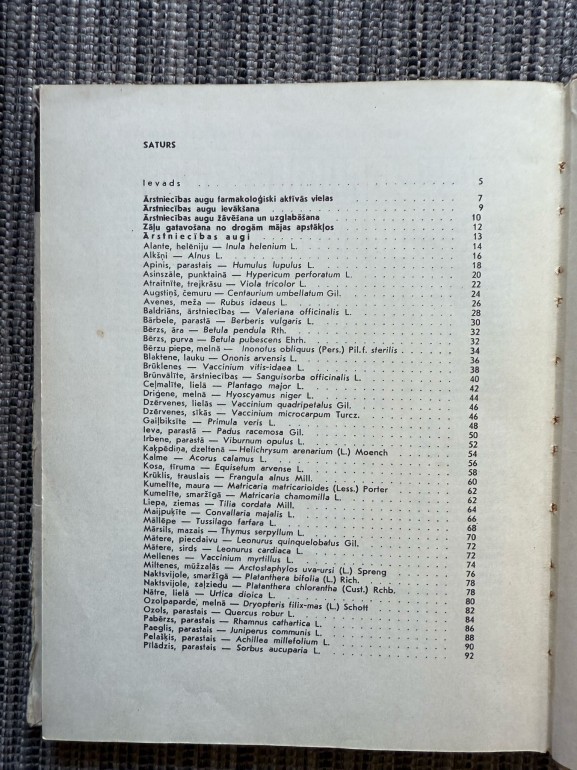 SATURS
Ievads . . . 5
Ārstniecības augu farmakoloģiski aktīvās vielas . . . 7
Ārstniecības augu ievākšana . . . 9
Ārstniecības augu žāvēšana un uzglabāšana . . . 10
Zāļu gatavošana no drogām mājas apstākļos . . . 12
Ārstniecības augi . . . 13
Alante, helēniju — Inula helenium L. . . . 14
Alkšņi — Alnus L. . . . 16
Apinis, parastais — Humulus lupulus L. . . . 18
Asinszāle, punktainā — Hypericum perforatum L. . . . 20
Atraitnīte, trejkrāsu — Viola tricolor L. . . . 22
Augstiņš, čemuru — Centaurium umbellatum Gil. . . . 24
Avenes, meža — Rubus idaeus L. . . . 26
Baldriāns, ārstniecības — Valeriana officinalis L. . . . 28
Bārbele, parastā — Berberis vulgaris L. . . . 30
Bērzs, āra — Betula pendula Rth. . . . 32
Bērzs, purva — Betula pubescens Ehrh. . . . 32
Bērzu piepe, melnā — Inonotus obliquus (Pers.) Pil.f. sterilis . . . 34
Blaktene, lauku — Ononis arvensis L. . . . 36
Brūklenes — Vaccinium vitis-idaea L. . . . 38
Brūnvālīte, ārstniecības — Sanguisorba officinalis L. . . . 40
Ceļmalīte, lielā — Plantago major L. . . . 42
Driģene, melnā — Hyoscyamus niger L. . . . 44
Dzērvenes, lielās — Vaccinium quadripetalus Gil. . . . 46
Dzērvenes, sīkās — Vaccinium microcarpum Turcz. . . . 46
Gaiļbiksīte — Primula veris L. . . . 48
Ieva, parastā — Padus racemosa Gil. . . . 50
Irbene, parastā — Viburnum opulus L. . . . 52
Kaķpēdiņa, dzeltenā — Helichrysum arenarium (L.) Moench . . . 54
Kalme — Acorus calamus L. . . . 56
Kosa, tīruma — Equisetum arvense L. . . . 58
Krūklis, trauslais — Frangula alnus Mill. . . . 60
Kumelīte, maura — Matricaria matricarioides (Less.) Porter . . . 62
Kumelīte, smaržīgā — Matricaria chamomilla L. . . . 62
Liepa, ziemas — Tilia cordata Mill. . . . 64
Maijpuķīte — Convallaria majalis L. . . . 66
Māllēpe — Tussilago farfara L. . . . 68
Mārsils, mazais — Thymus serpyllum L. . . . 70
Mātere, piecdaivu — Leonurus quinquelobatus Gil. . . . 72
Mātere, sirds — Leonurus cardiaca L. . . . 72
Mellenes — Vaccinium myrtillus L. . . . 74
Miltenes, mūžzaļās — Arctostaphylos uva-ursi (L.) Spreng . . . 76
Naktsvijole, smaržīgā — Platanthera bifolia (L.) Rich. . . . 78
Naktsvijole, zaļziedu — Platanthera chlorantha (Cust.) Rchb. . . . 78
Nātre, lielā — Urtica dioica L. . . . 80
Ozolpaparde, melnā — Dryopteris filix-mas (L.) Schott . . . 82
Ozols, parastais — Quercus robur L. . . . 84
Pabērzs, parastais — Rhamnus cathartica L. . . . 86
Paeglis, parastais — Juniperus communis L. . . . 88
Pelašķis, parastais — Achillea millefolium L. . . . 90
Pīlādzis, parastais — Sorbus aucuparia L. . . . 92